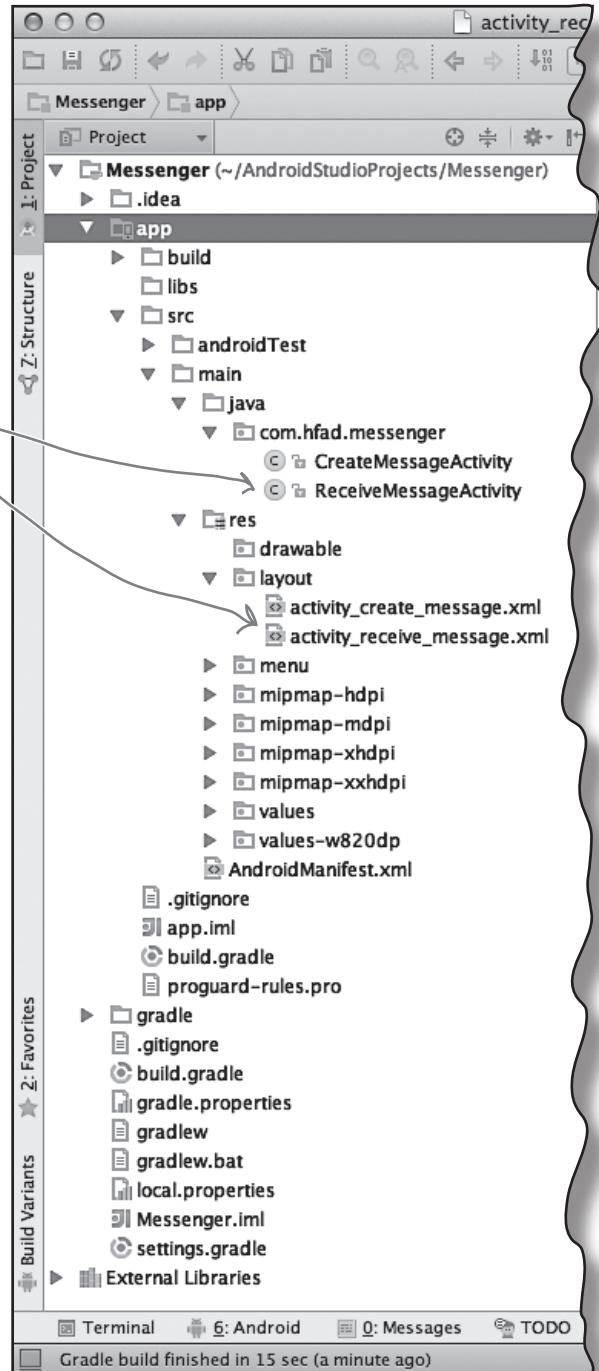 activity_rec
Messenger app
Project
Messenger (~/AndroidStudioProjects/Messenger)
.idea
app
build
libs
src
androidTest
main
java
com.hfad.messenger
CreateMessageActivity
ReceiveMessageActivity
res
drawable
layout
activity_create_message.xml
activity_receive_message.xml
menu
mipmap-hdpi
mipmap-mdpi
mipmap-xhdpi
mipmap-xxhdpi
values
values-w820dp
AndroidManifest.xml
.gitignore
app.iml
build.gradle
proguard-rules.pro
gradle
.gitignore
build.gradle
gradle.properties
gradlew
gradlew.bat
local.properties
Messenger.iml
settings.gradle
External Libraries
1: Project
7: Structure
2: Favorites
Build Variants
Terminal 6: Android 0: Messages TODO
Gradle build finished in 15 sec (a minute ago)